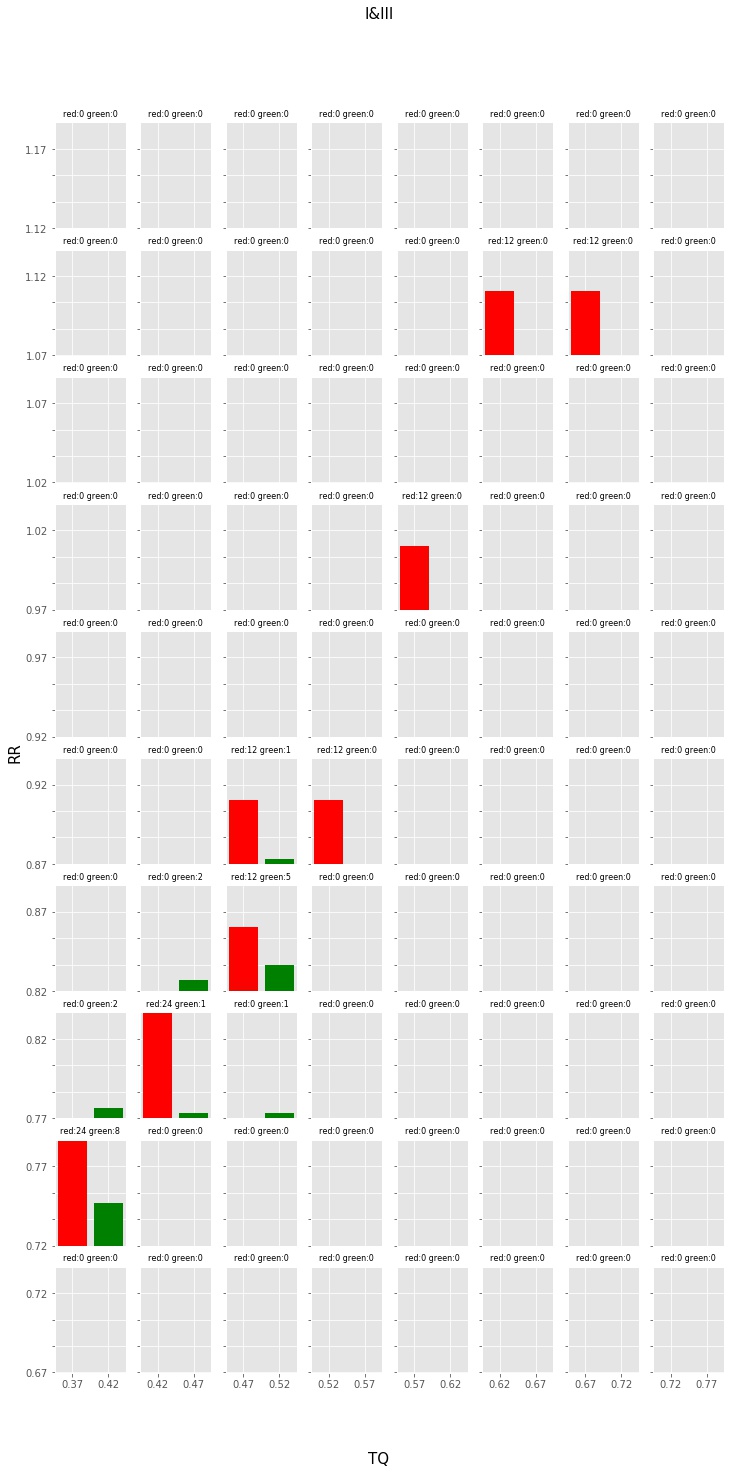 I&III
red:0 green:0 red:0 green:0 red:0 green:0 red:0 green:0 red:0 green:0 red:0 green:0 red:0 green:0 red:0 green:0
1.17
1.12
red:0 green:0 red:0 green:0 red:0 green:0 red:0 green:0 red:0 green:0 red:12 green:0 red:12 green:0 red:0 green:0
1.12
1.07
red:0 green:0 red:0 green:0 red:0 green:0 red:0 green:0 red:0 green:0 red:0 green:0 red:0 green:0 red:0 green:0
1.07
1.02
red:0 green:0 red:0 green:0 red:0 green:0 red:0 green:0 red:12 green:0 red:0 green:0 red:0 green:0 red:0 green:0
1.02
0.97
red:0 green:0 red:0 green:0 red:0 green:0 red:0 green:0 red:0 green:0 red:0 green:0 red:0 green:0 red:0 green:0
0.97
0.92
RR
red:0 green:0 red:0 green:0 red:12 green:1 red:12 green:0 red:0 green:0 red:0 green:0 red:0 green:0 red:0 green:0
0.92
0.87
red:0 green:0 red:0 green:2 red:12 green:5 red:0 green:0 red:0 green:0 red:0 green:0 red:0 green:0 red:0 green:0
0.87
0.82
red:0 green:2 red:24 green:1 red:0 green:1 red:0 green:0 red:0 green:0 red:0 green:0 red:0 green:0 red:0 green:0
0.82
0.77
red:24 green:8 red:0 green:0 red:0 green:0 red:0 green:0 red:0 green:0 red:0 green:0 red:0 green:0 red:0 green:0
0.77
0.72
red:0 green:0 red:0 green:0 red:0 green:0 red:0 green:0 red:0 green:0 red:0 green:0 red:0 green:0 red:0 green:0
0.72
0.67
0.37 0.42 0.42 0.47 0.47 0.52 0.52 0.57 0.57 0.62 0.62 0.67 0.67 0.72 0.72 0.77
TQ